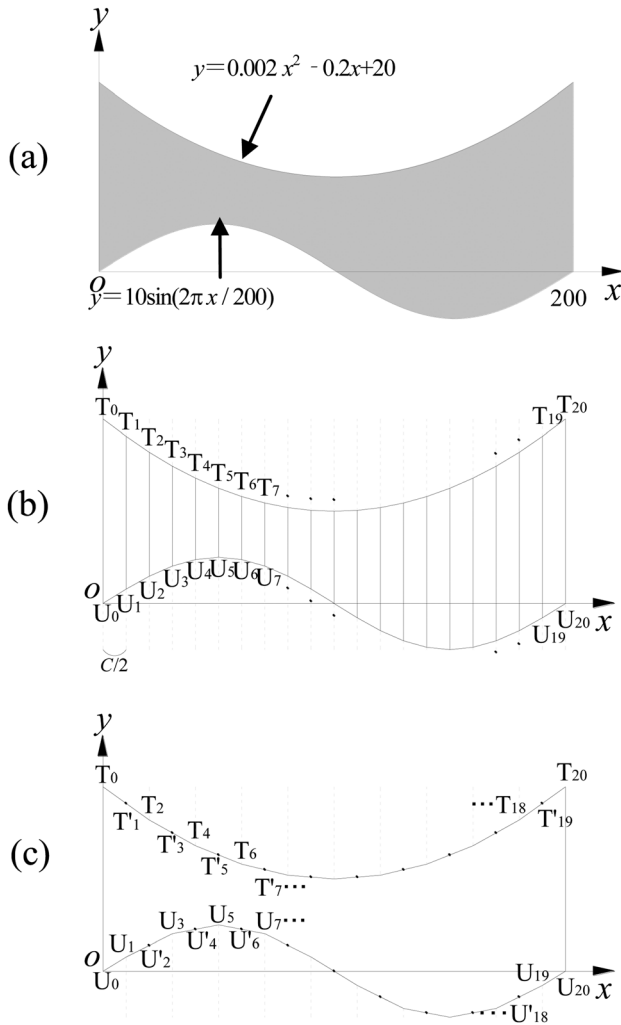 (a)
y
y=0.002 x² - 0.2x+20
o
y=10sin(2π x / 200)
200
x
(b)
y
T0 T1 T2 T3 T4 T5 T6 T7 . . .
. . T19 T20
o
U0 U1 U2 U3 U4 U5 U6 U7 . . .
. . U19 U20
x
C/2
(c)
y
T0 T'1 T2 T'3 T4 T'5 T6 T'7···
···T18 T'19 T20
o
U0 U1 U'2 U3 U'4 U5 U'6 U7···
····U'18 U19 U20
x